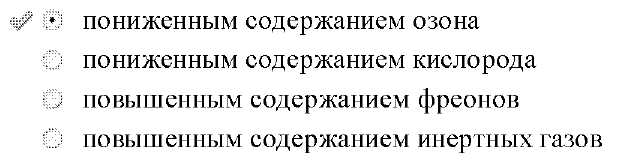 пониженным содержанием озона
пониженным содержанием кислорода
повышенным содержанием фреонов
повышенным содержанием инертных газов